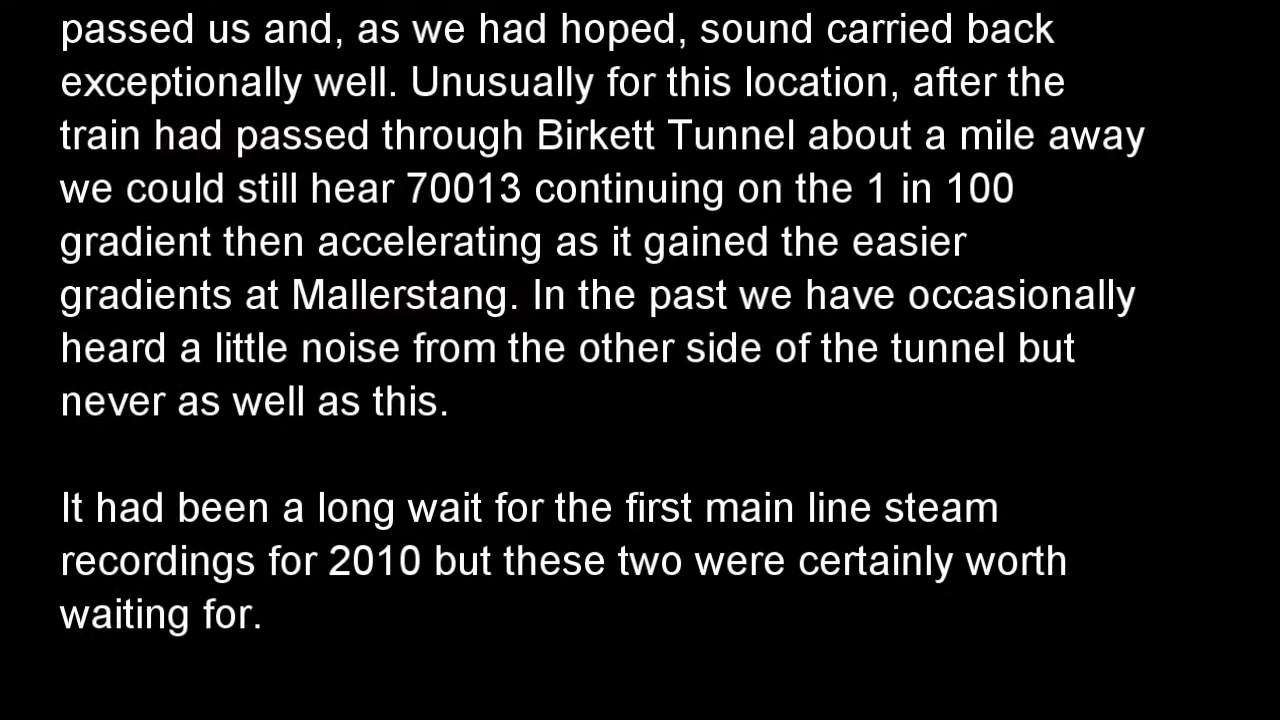 passed us and, as we had hoped, sound carried back
exceptionally well. Unusually for this location, after the
train had passed through Birkett Tunnel about a mile away
we could still hear 70013 continuing on the 1 in 100
gradient then accelerating as it gained the easier
gradients at Mallerstang. In the past we have occasionally
heard a little noise from the other side of the tunnel but
never as well as this.

It had been a long wait for the first main line steam
recordings for 2010 but these two were certainly worth
waiting for.